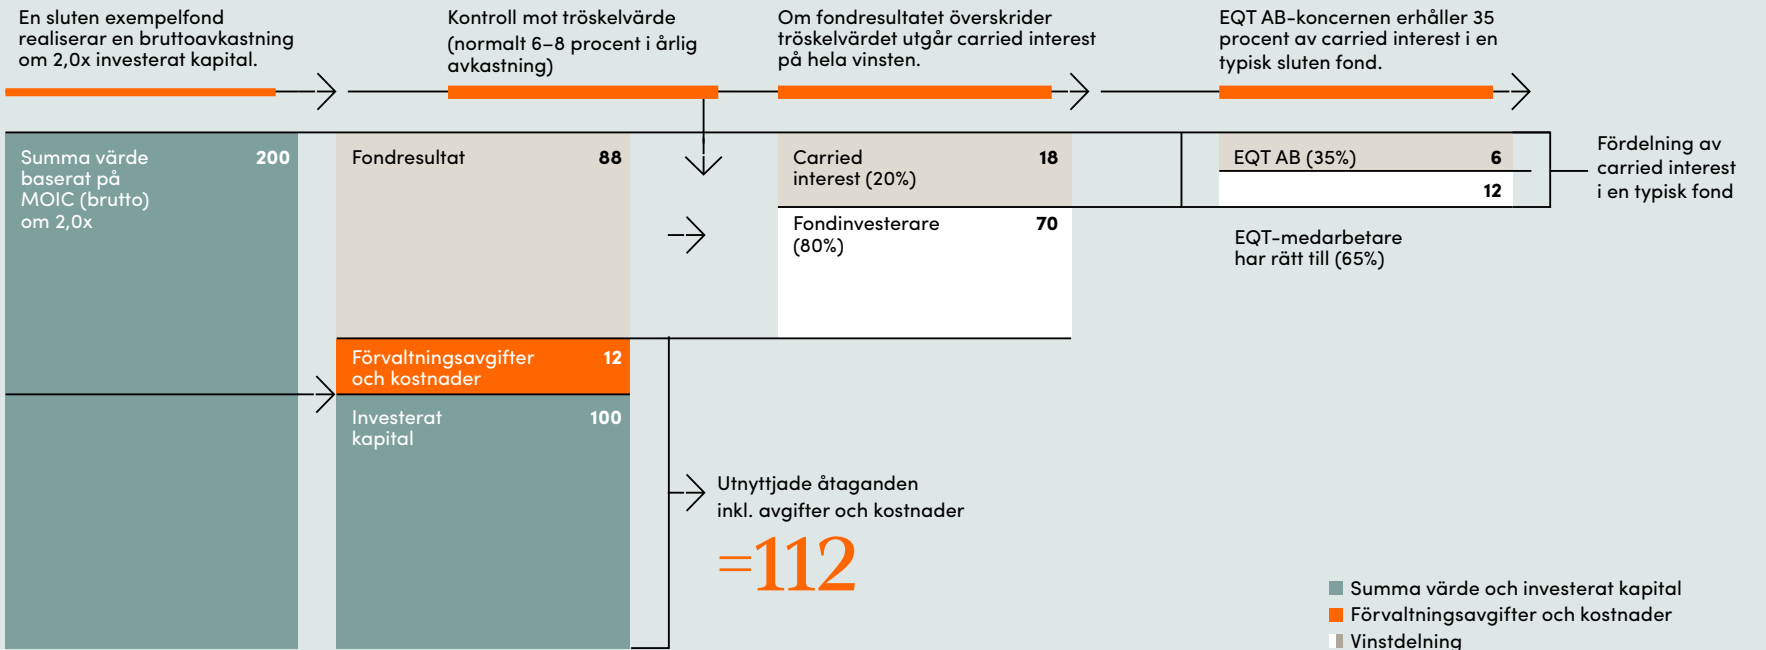 En sluten exempelfond
realiserar en bruttoavkastning
om 2,0x investerat kapital.
Kontroll mot tröskelvärde
(normalt 6–8 procent i årlig
avkastning)
Om fondresultatet överskrider
tröskelvärdet utgår carried interest
på hela vinsten.
EQT AB-koncernen erhåller 35
procent av carried interest i en
typisk sluten fond.
Summa värde 200
baserat på
MOIC (brutto)
om 2,0x
Fondresultat 88
Förvaltningsavgifter 12
och kostnader
Investerat 100
kapital
Carried 18
interest (20%)
Fondinvesterare 70
(80%)
EQT AB (35%) 6
12
EQT-medarbetare
har rätt till (65%)
Fördelning av
carried interest
i en typisk fond
Utnyttjade åtaganden
inkl. avgifter och kostnader
=112
Summa värde och investerat kapital
Förvaltningsavgifter och kostnader
Vinstdelning